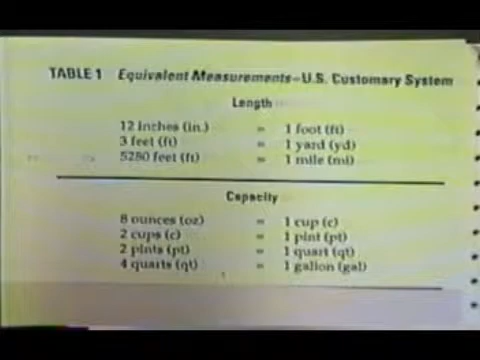 TABLE 1 Equivalent Measurements—U.S. Customary System
Length
12 inches (in.) = 1 foot (ft)
3 feet (ft) = 1 yard (yd)
5280 feet (ft) = 1 mile (mi)
Capacity
8 ounces (oz) = 1 cup (c)
2 cups (c) = 1 pint (pt)
2 pints (pt) = 1 quart (qt)
4 quarts (qt) = 1 gallon (gal)